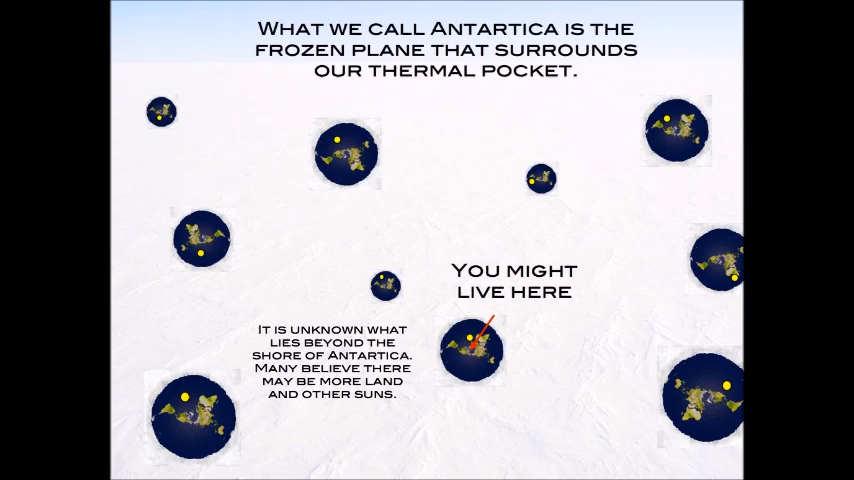 What we call Antartica is the
frozen plane that surrounds
our thermal pocket.
You might
live here
It is unknown what
lies beyond the
shore of Antartica.
Many believe there
may be more land
and other suns.